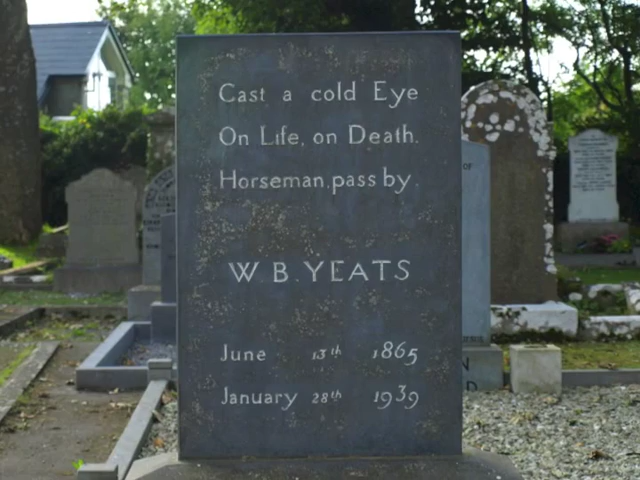 Cast a cold Eye
On Life, on Death.
Horseman, pass by.
W. B. YEATS
June 13th 1865
January 28th 1939